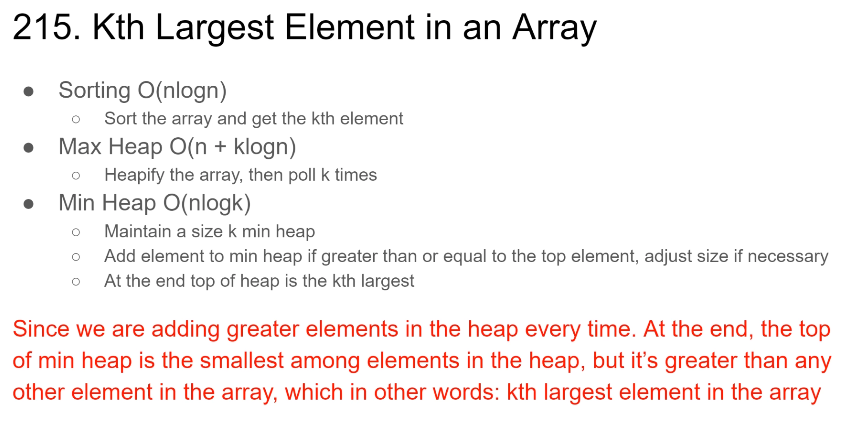 215. Kth Largest Element in an Array
● Sorting O(nlogn)
○ Sort the array and get the kth element
● Max Heap O(n + klogn)
○ Heapify the array, then poll k times
● Min Heap O(nlogk)
○ Maintain a size k min heap
○ Add element to min heap if greater than or equal to the top element, adjust size if necessary
○ At the end top of heap is the kth largest
Since we are adding greater elements in the heap every time. At the end, the top
of min heap is the smallest among elements in the heap, but it’s greater than any
other element in the array, which in other words: kth largest element in the array